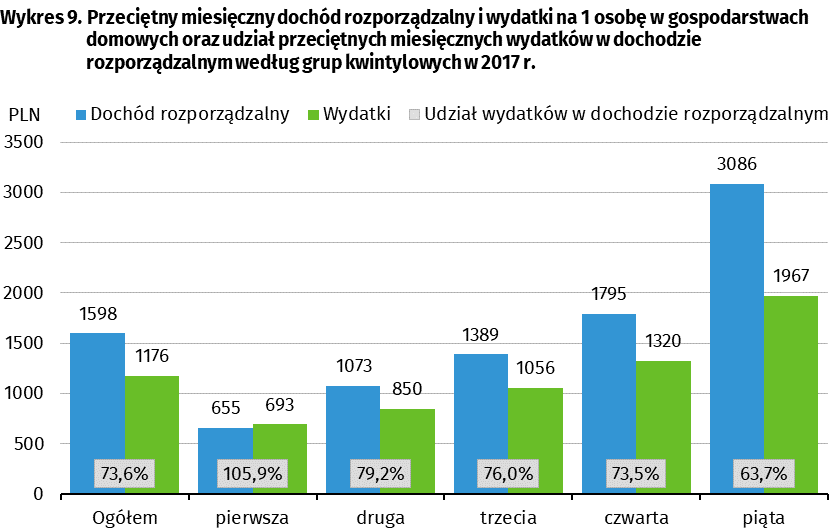 Wykres 9. Przeciętny miesięczny dochód rozporządzalny i wydatki na 1 osobę w gospodarstwach
domowych oraz udział przeciętnych miesięcznych wydatków w dochodzie
rozporządzalnym według grup kwintylowych w 2017 r.
PLN
Dochód rozporządzalny Wydatki Udział wydatków w dochodzie rozporządzalnym
3500
3000
2500
2000
1500
1000
500
0
1598 1176 73,6%
655 693 105,9%
1073 850 79,2%
1389 1056 76,0%
1795 1320 73,5%
3086 1967 63,7%
Ogółem pierwsza druga trzecia czwarta piąta